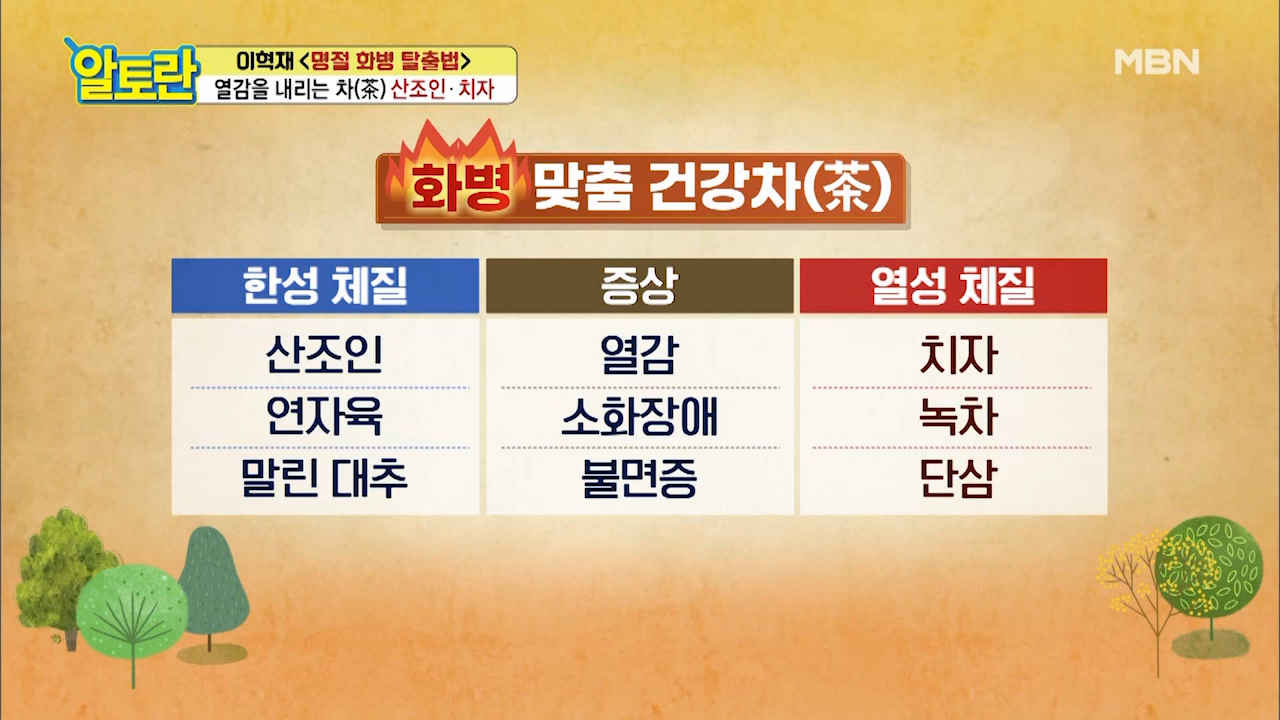 알토란
이혁재 <명절 화병 탈출법>
열감을 내리는 차(茶) 산조인·치자
MBN
화병 맞춤 건강차(茶)
한성 체질 증상 열성 체질
산조인 열감 치자
연자육 소화장애 녹차
말린 대추 불면증 단삼